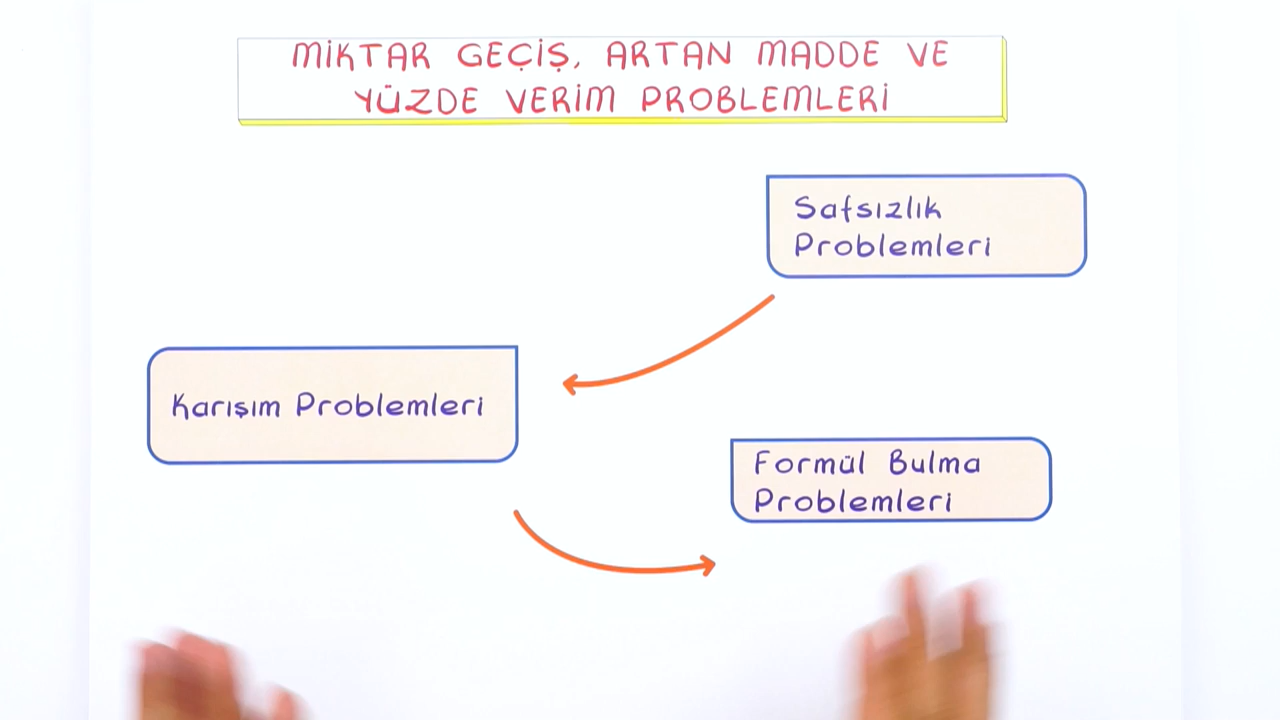 MİKTAR GEÇİŞ, ARTAN MADDE VE
YÜZDE VERİM PROBLEMLERİ
Safsızlık
Problemleri
Karışım Problemleri
Formül Bulma
Problemleri